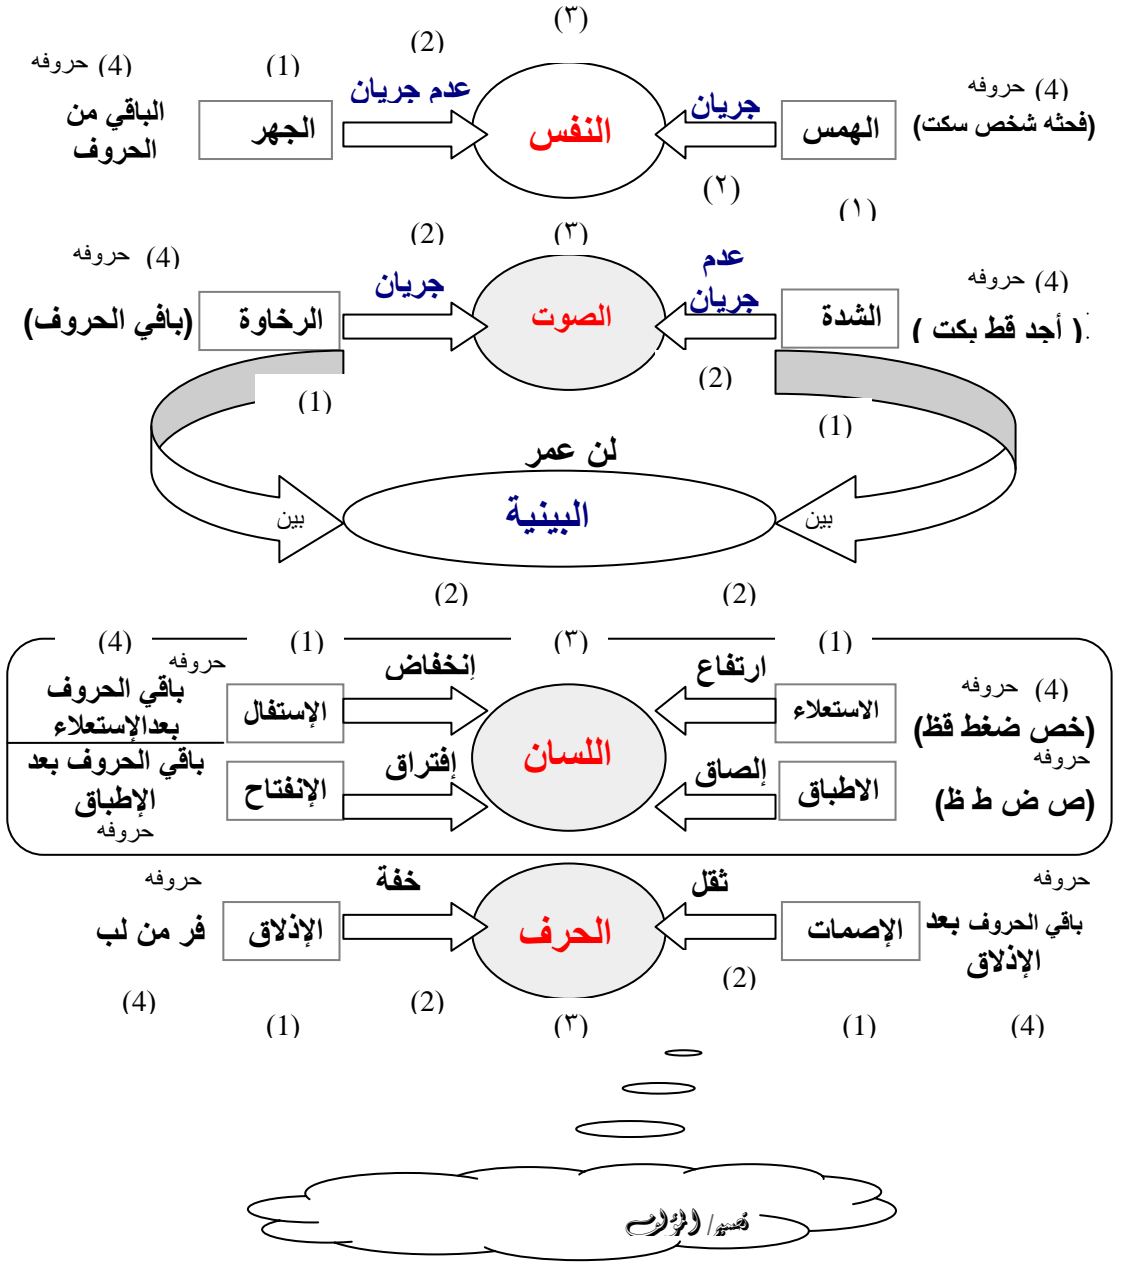 (٣)
(4) حروفه
(فحثه شخص سكت)
(١)
الهمس
جريان
(٢)
النفس
(2)
عدم جريان
(1)
الجهر
(4) حروفه
الباقي من
الحروف
(٣)
(4) حروفه
( أجد قط بكت ).
الشدة
(1)
عدم
جريان
(2)
الصوت
(2)
جريان
الرخاوة
(1)
(4) حروفه
(بافي الحروف)
لن عمر
البينية
بين
بين
(2)
(2)
(٣)
(1)
(1)
(4)
(4) حروفه
(خص ضغط قظ)
الاستعلاء
ارتفاع
اللسان
إنخفاض
الإستفال
حروفه
باقي الحروف
بعدالإستعلاء
حروفه
(ص ض ط ظ)
الاطباق
إلصاق
إفتراق
الإنفتاح
باقي الحروف بعد
الإطباق
حروفه
حروفه
باقي الحروف بعد
الإذلاق
(4)
الإصمات
(1)
ثقل
(2)
الحرف
(٣)
خفة
(2)
الإذلاق
(1)
حروفه
فر من لب
(4)
تصميم/ المؤلف